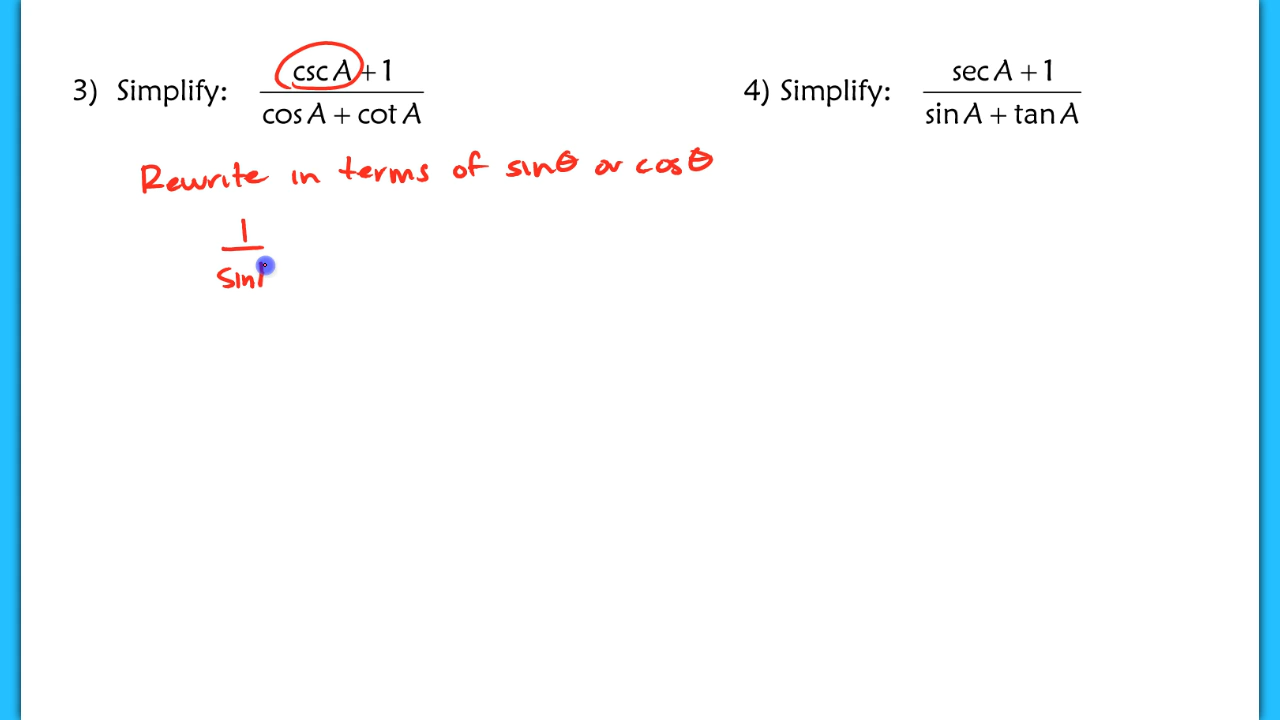 3) Simplify: csc A + 1
cos A + cot A
4) Simplify: sec A + 1
sin A + tan A
Rewrite in terms of sinθ or cosθ
1
sin